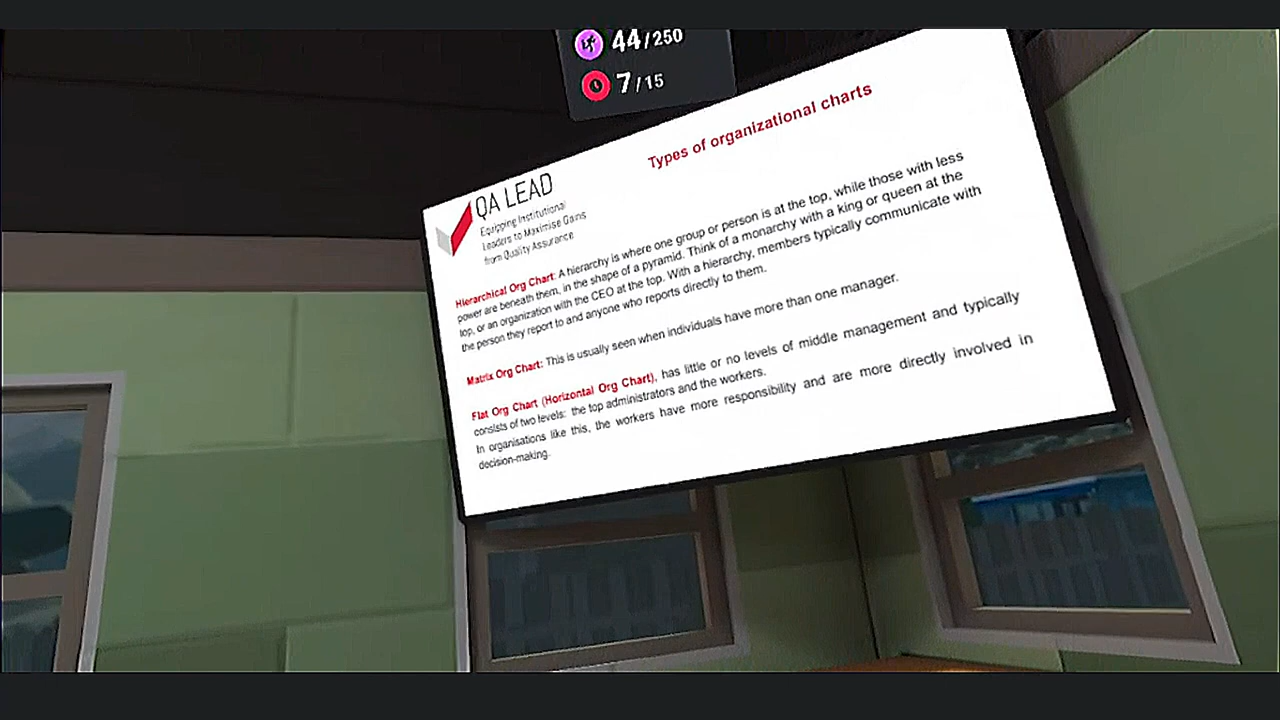 44/250
7/15
Types of organizational charts
QA LEAD
Equipping Institutional
Leaders to Maximise Gains
from Quality Assurance
Hierarchical Org Chart: A hierarchy is where one group or person is at the top, while those with less
power are beneath them, in the shape of a pyramid. Think of a monarchy with a king or queen at the
top, or an organization with the CEO at the top. With a hierarchy, members typically communicate with
the person they report to and anyone who reports directly to them.
Matrix Org Chart: This is usually seen when individuals have more than one manager.
Flat Org Chart (Horizontal Org Chart), has little or no levels of middle management and typically
consists of two levels: the top administrators and the workers.
In organisations like this, the workers have more responsibility and are more directly involved in
decision-making.